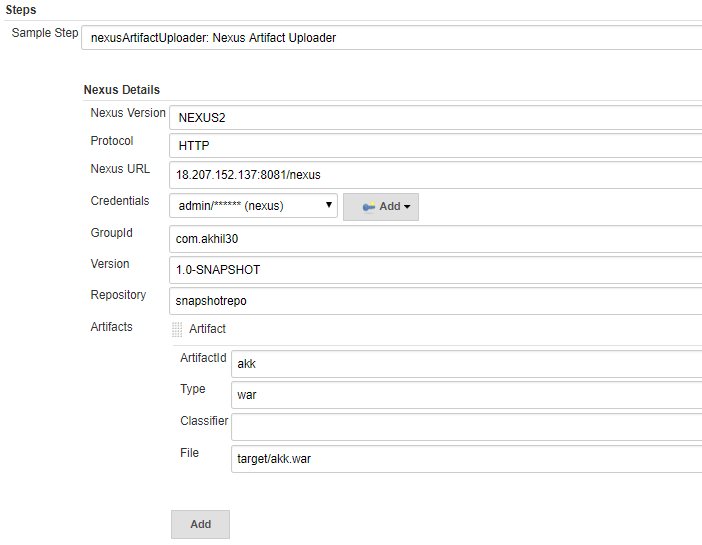 Steps
Sample Step nexusArtifactUploader: Nexus Artifact Uploader
Nexus Details
Nexus Version NEXUS2
Protocol HTTP
Nexus URL 18.207.152.137:8081/nexus
Credentials admin/****** (nexus) Add
GroupId com.akhil30
Version 1.0-SNAPSHOT
Repository snapshotrepo
Artifacts Artifact
ArtifactId akk
Type war
Classifier
File target/akk.war
Add